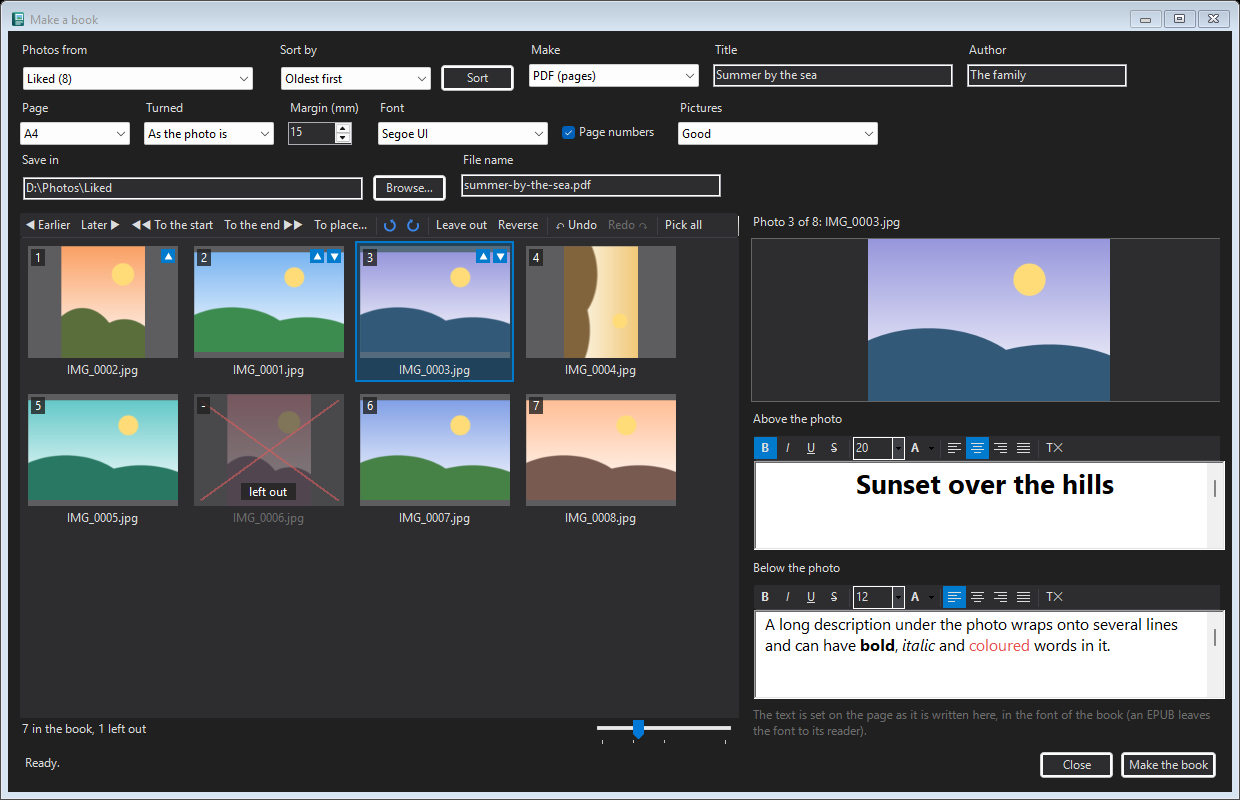 Make a book
Photos from
Sort by
Make
Title
Author
Liked (8)
Oldest first
Sort
PDF (pages)
Summer by the sea
The family
Page
Turned
Margin (mm)
Font
Pictures
A4
As the photo is
15
Segoe UI
Page numbers
Good
Save in
File name
D:\Photos\Liked
Browse...
summer-by-the-sea.pdf
Earlier
Later
To the start
To the end
To place...
Leave out
Reverse
Undo
Redo
Pick all
Photo 3 of 8: IMG_0003.jpg
1
2
3
4
IMG_0002.jpg
IMG_0001.jpg
IMG_0003.jpg
IMG_0004.jpg
5
-
6
7
left out
IMG_0005.jpg
IMG_0006.jpg
IMG_0007.jpg
IMG_0008.jpg
Above the photo
B I U S 20 A TX
Sunset over the hills
Below the photo
B I U S 12 A TX
A long description under the photo wraps onto several lines
and can have bold, italic and coloured words in it.
The text is set on the page as it is written here, in the font of the book (an EPUB leaves
the font to its reader).
7 in the book, 1 left out
Ready.
Close
Make the book